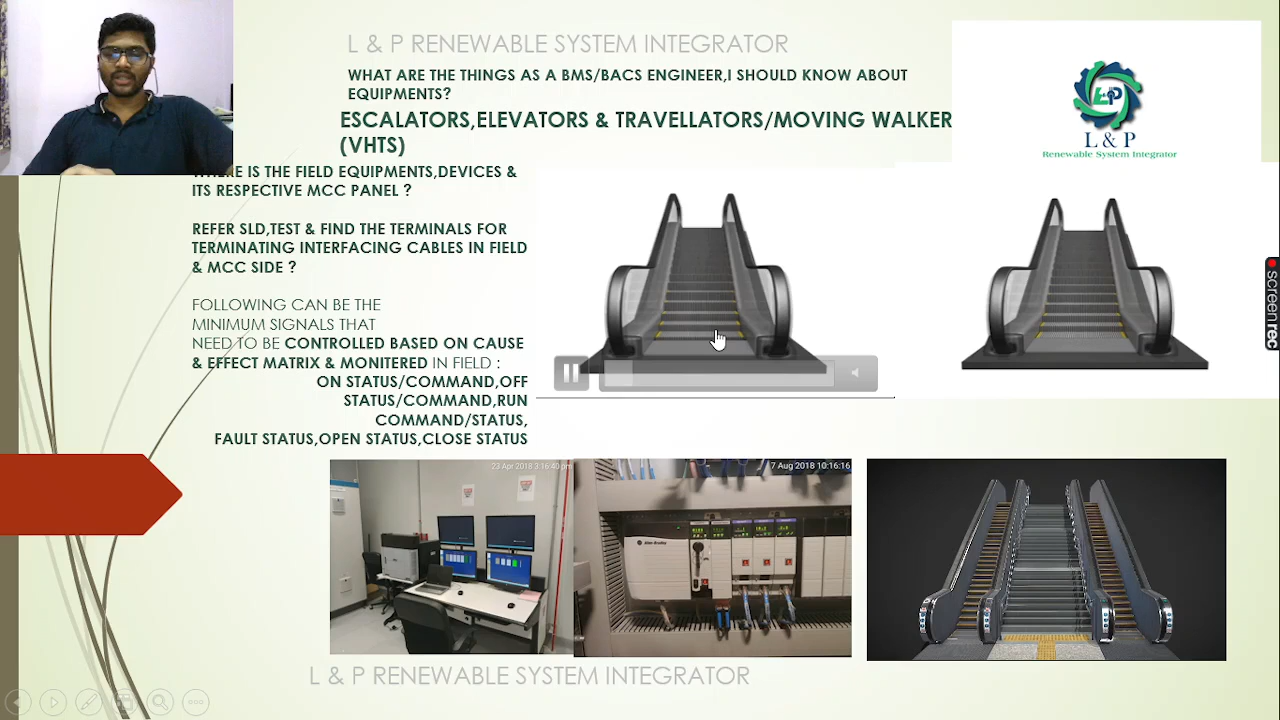 L & P RENEWABLE SYSTEM INTEGRATOR
WHAT ARE THE THINGS AS A BMS/BACS ENGINEER,I SHOULD KNOW ABOUT
EQUIPMENTS?
ESCALATORS,ELEVATORS & TRAVELLATORS/MOVING WALKER
(VHTS)
L & P
Renewable System Integrator
WHERE IS THE FIELD EQUIPMENTS,DEVICES &
ITS RESPECTIVE MCC PANEL ?
REFER SLD,TEST & FIND THE TERMINALS FOR
TERMINATING INTERFACING CABLES IN FIELD
& MCC SIDE ?
FOLLOWING CAN BE THE
MINIMUM SIGNALS THAT
NEED TO BE CONTROLLED BASED ON CAUSE
& EFFECT MATRIX & MONITERED IN FIELD :
ON STATUS/COMMAND,OFF
STATUS/COMMAND,RUN
COMMAND/STATUS,
FAULT STATUS,OPEN STATUS,CLOSE STATUS
screenrec
23 Apr 2018 3:16:40 pm
7 Aug 2018 10:16:16
Allen-Bradley
L & P RENEWABLE SYSTEM INTEGRATOR